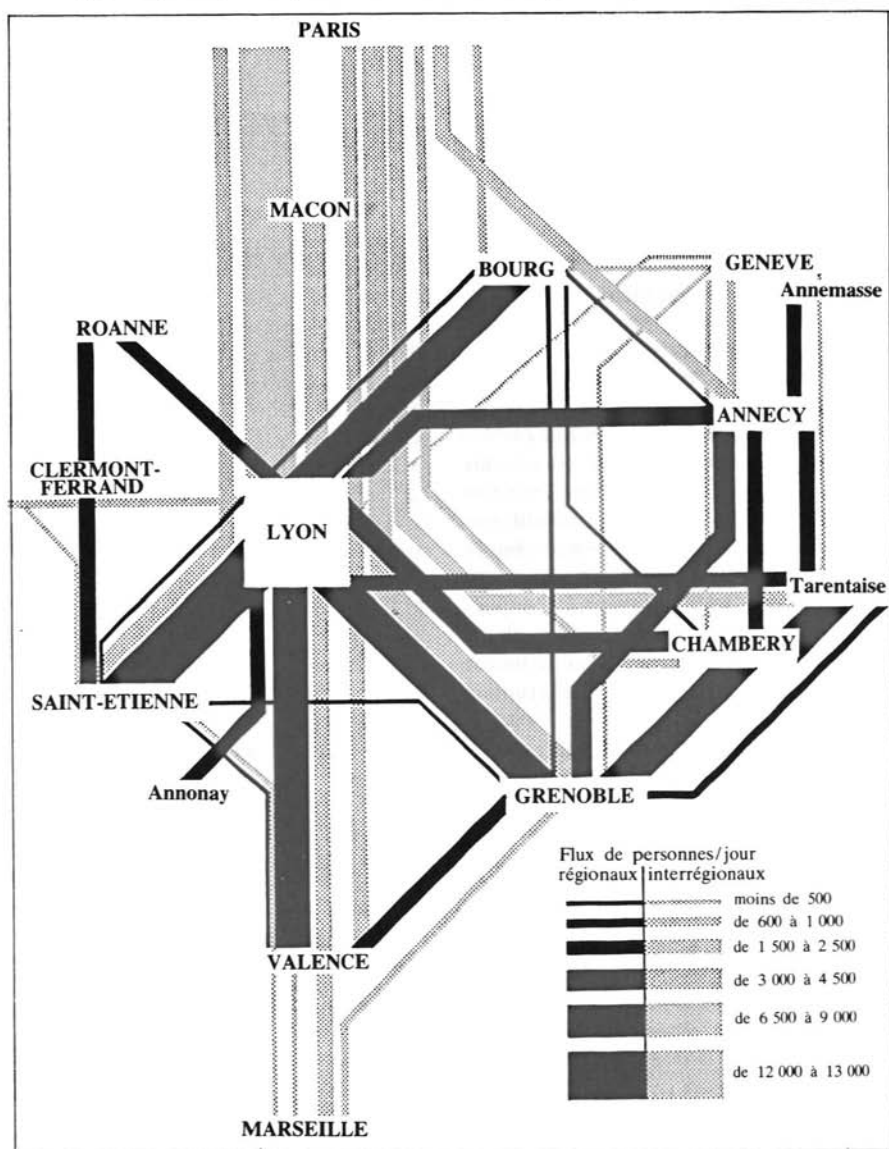 PARIS
MACON
BOURG
GENEVE
Annemasse
ROANNE
ANNECY
CLERMONT-
FERRAND
LYON
Tarentaise
CHAMBERY
SAINT-ETIENNE
Annonay
GRENOBLE
VALENCE
MARSEILLE
Flux de personnes/jour
régionaux interrégionaux
moins de 500
de 600 à 1 000
de 1 500 à 2 500
de 3 000 à 4 500
de 6 500 à 9 000
de 12 000 à 13 000